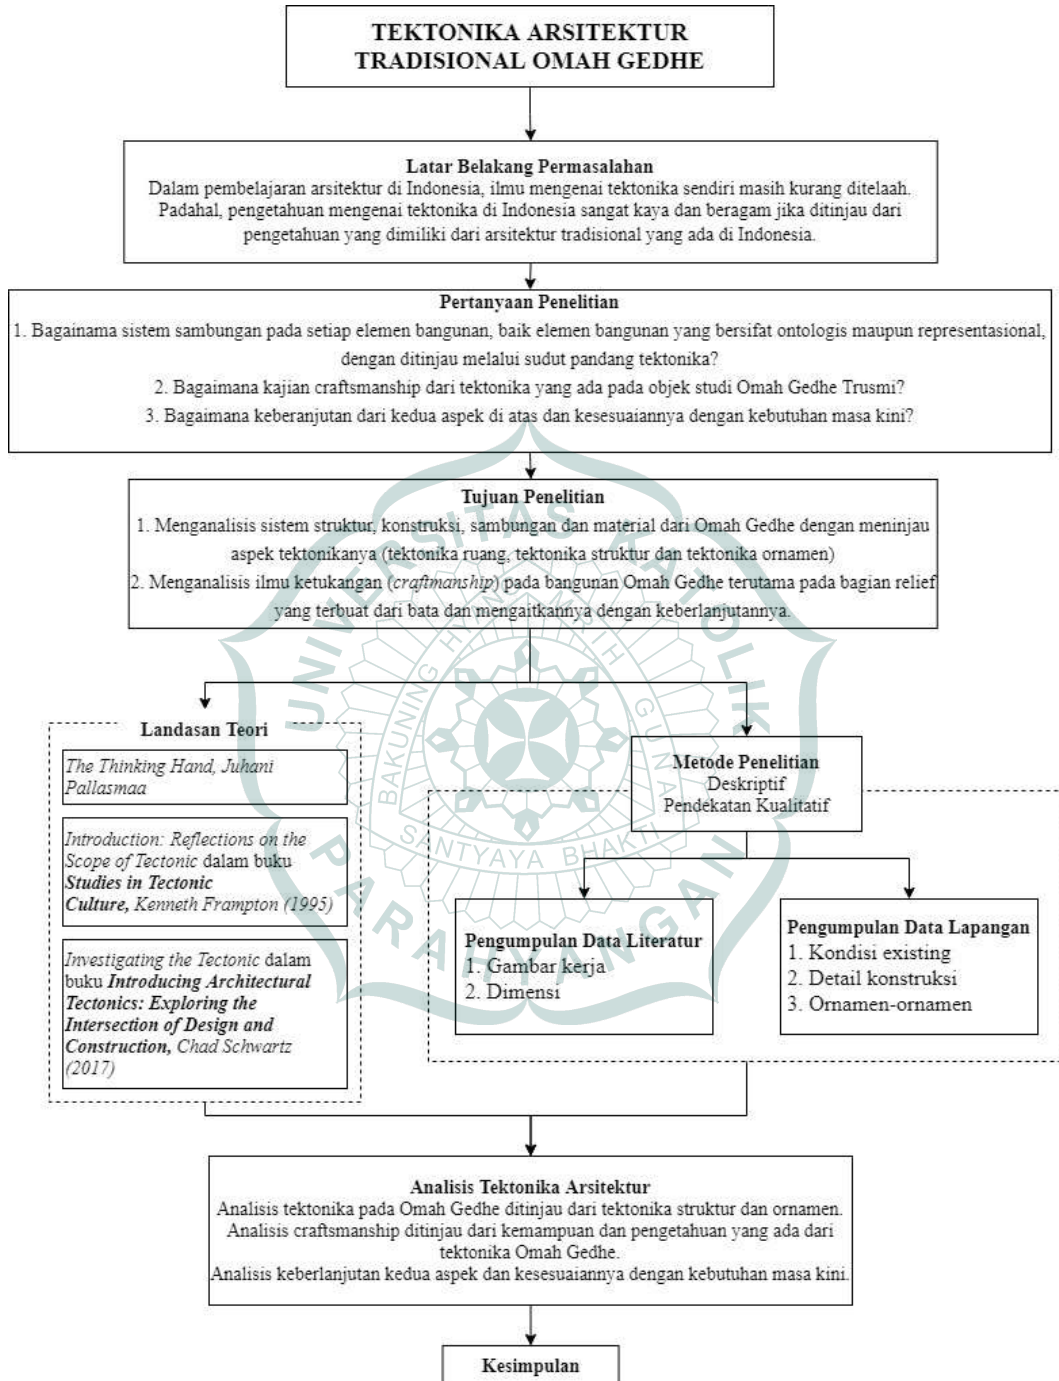 TEKTONIKA ARSITEKTUR
TRADISIONAL OMAH GEDHE
Latar Belakang Permasalahan
Dalam pembelajaran arsitektur di Indonesia, ilmu mengenai tektonika sendiri masih kurang ditelaah.
Padahal, pengetahuan mengenai tektonika di Indonesia sangat kaya dan beragam jika ditinjau dari
pengetahuan yang dimiliki dari arsitektur tradisional yang ada di Indonesia.
Pertanyaan Penelitian
1. Bagainama sistem sambungan pada setiap elemen bangunan, baik elemen bangunan yang bersifat ontologis maupun representasional,
dengan ditinjau melalui sudut pandang tektonika?
2. Bagaimana kajian craftsmanship dari tektonika yang ada pada objek studi Omah Gedhe Trusmi?
3. Bagaimana keberanjutan dari kedua aspek di atas dan kesesuaiannya dengan kebutuhan masa kini?
Tujuan Penelitian
1. Menganalisis sistem struktur, konstruksi, sambungan dan material dari Omah Gedhe dengan meninjau
aspek tektonikanya (tektonika ruang, tektonika struktur dan tektonika ornamen)
2. Menganalisis ilmu ketukangan (craftmanship) pada bangunan Omah Gedhe terutama pada bagian relief
yang terbuat dari bata dan mengaitkannya dengan keberlanjutannya.
Landasan Teori
The Thinking Hand, Juhani
Pallasmaa
Introduction: Reflections on the
Scope of Tectonic dalam buku
Studies in Tectonic
Culture, Kenneth Frampton (1995)
Investigating the Tectonic dalam
buku Introducing Architectural
Tectonics: Exploring the
Intersection of Design and
Construction, Chad Schwartz
(2017)
Metode Penelitian
Deskriptif
Pendekatan Kualitatif
Pengumpulan Data Literatur
1. Gambar kerja
2. Dimensi
Pengumpulan Data Lapangan
1. Kondisi existing
2. Detail konstruksi
3. Ornamen-ornamen
Analisis Tektonika Arsitektur
Analisis tektonika pada Omah Gedhe ditinjau dari tektonika struktur dan ornamen.
Analisis craftsmanship ditinjau dari kemampuan dan pengetahuan yang ada dari
tektonika Omah Gedhe.
Analisis keberlanjutan kedua aspek dan kesesuaiannya dengan kebutuhan masa kini.
Kesimpulan
UNIVERSITAS KATOLIK
PARAHYANGAN
BAKUNING HYANG MRIH GUNA
SANTYAYA BHAKTI